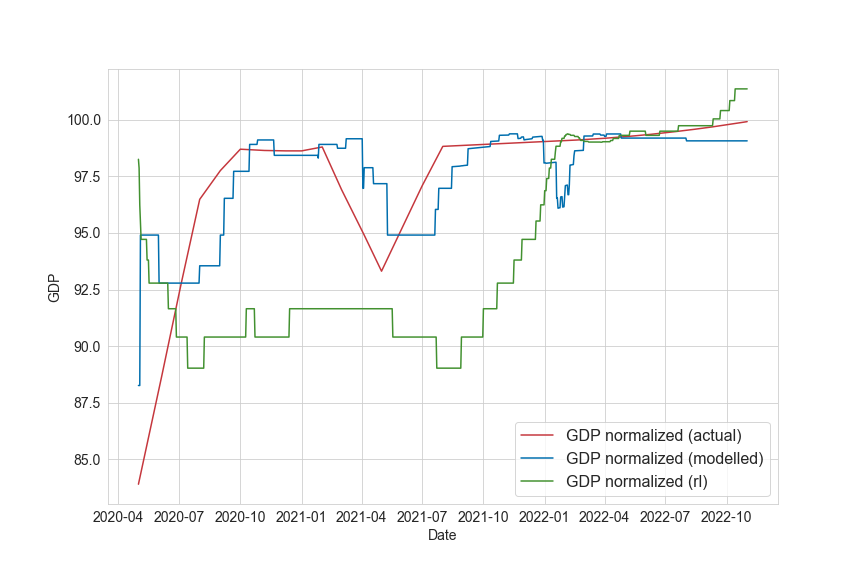 100.0
97.5
95.0
92.5
90.0
87.5
85.0
GDP
GDP normalized (actual)
GDP normalized (modelled)
GDP normalized (rl)
2020-04 2020-07 2020-10 2021-01 2021-04 2021-07 2021-10 2022-01 2022-04 2022-07 2022-10
Date